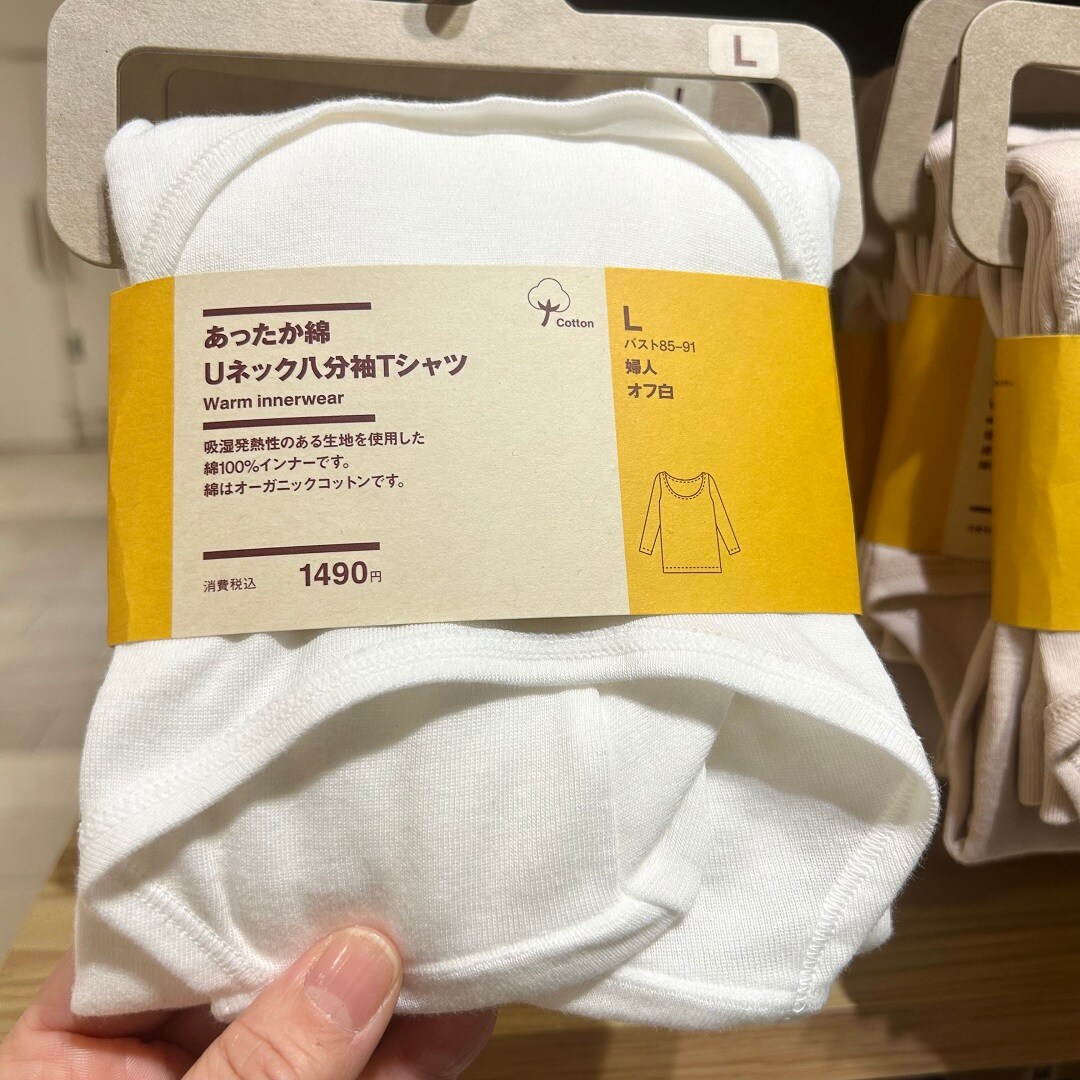 L
あったか綿
Uネック八分袖Tシャツ
Warm innerwear
吸湿発熱性のある生地を使用した
綿100%インナーです。
綿はオーガニックコットンです。
消費税込 1490円
Cotton
L
バスト85-91
婦人
オフ白